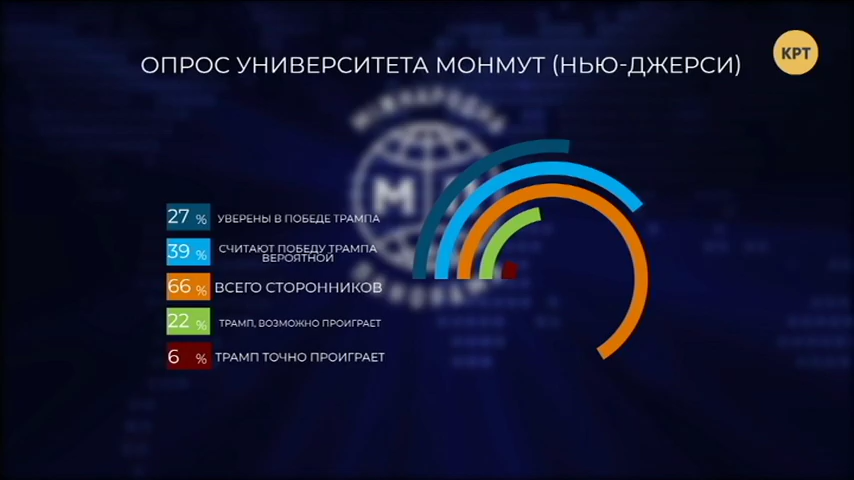 ОПРОС УНИВЕРСИТЕТА МОНМУТ (НЬЮ-ДЖЕРСИ)
КРТ
27 % УВЕРЕНЫ В ПОБЕДЕ ТРАМПА
39 % СЧИТАЮТ ПОБЕДУ ТРАМПА
ВЕРОЯТНОЙ
66 % ВСЕГО СТОРОННИКОВ
22 % ТРАМП, ВОЗМОЖНО ПРОИГРАЕТ
6 % ТРАМП ТОЧНО ПРОИГРАЕТ
МІЖНАРОДНА